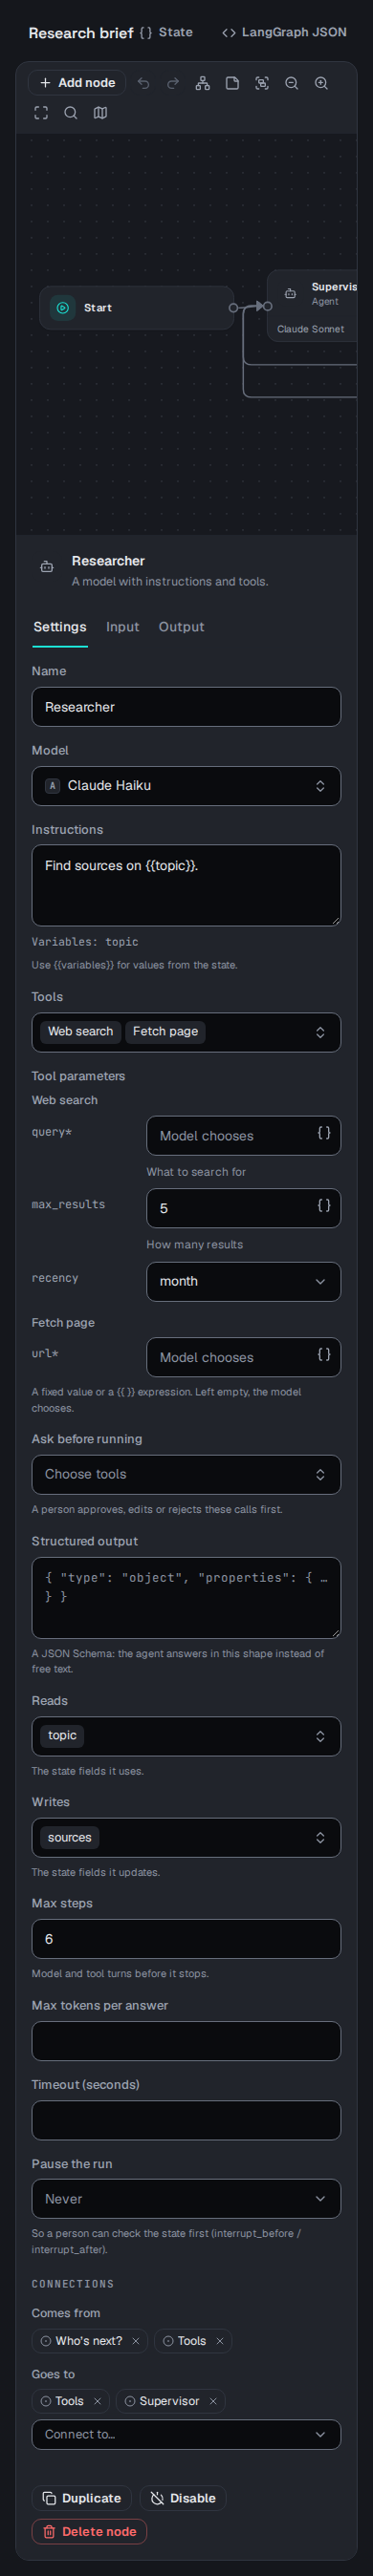 Research brief {} State <> LangGraph JSON
+ Add node
Start
Supervis
Agent
Claude Sonnet
Researcher
A model with instructions and tools.
Settings Input Output
Name
Researcher
Model
A Claude Haiku
Instructions
Find sources on {{topic}}.
Variables: topic
Use {{variables}} for values from the state.
Tools
Web search Fetch page
Tool parameters
Web search
query* Model chooses {}
What to search for
max_results 5 {}
How many results
recency month
Fetch page
url* Model chooses {}
A fixed value or a {{ }} expression. Left empty, the model
chooses.
Ask before running
Choose tools
A person approves, edits or rejects these calls first.
Structured output
{ "type": "object", "properties": { …
} }
A JSON Schema: the agent answers in this shape instead of
free text.
Reads
topic
The state fields it uses.
Writes
sources
The state fields it updates.
Max steps
6
Model and tool turns before it stops.
Max tokens per answer
Timeout (seconds)
Pause the run
Never
So a person can check the state first (interrupt_before /
interrupt_after).
CONNECTIONS
Comes from
Who's next? × Tools ×
Goes to
Tools × Supervisor ×
Connect to…
Duplicate Disable
Delete node